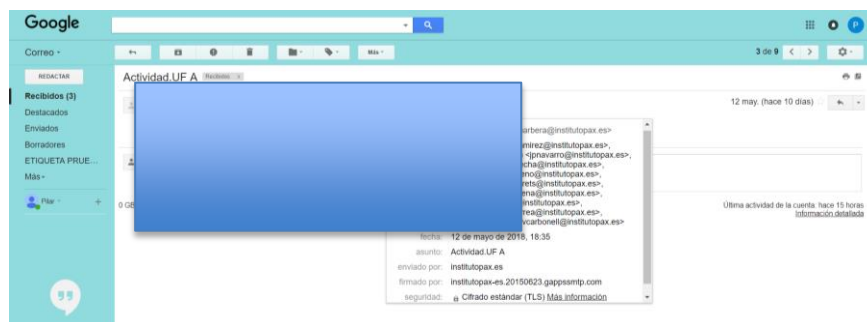 Google
P
Correo
Más
3 de 9
REDACTAR
Actividad.UF A Recibidos x
Recibidos (3)
Destacados
Enviados
Borradores
ETIQUETA PRUE...
Más
Pilar +
12 may. (hace 10 días)
arbera@institutopax.es>
mirez@institutopax.es>,
<jpnavarro@institutopax.es>,
cha@institutopax.es>,
eno@institutopax.es>,
rets@institutopax.es>,
ena@institutopax.es>,
institutopax.es>,
rrea@institutopax.es>,
vcarbonell@institutopax.es>
fecha: 12 de mayo de 2018, 18:35
asunto: Actividad.UF A
enviado por: institutopax.es
firmado por: institutopax-es.20150623.gappssmtp.com
seguridad: Cifrado estándar (TLS) Más información
0 GB
Última actividad de la cuenta: hace 15 horas
Información detallada